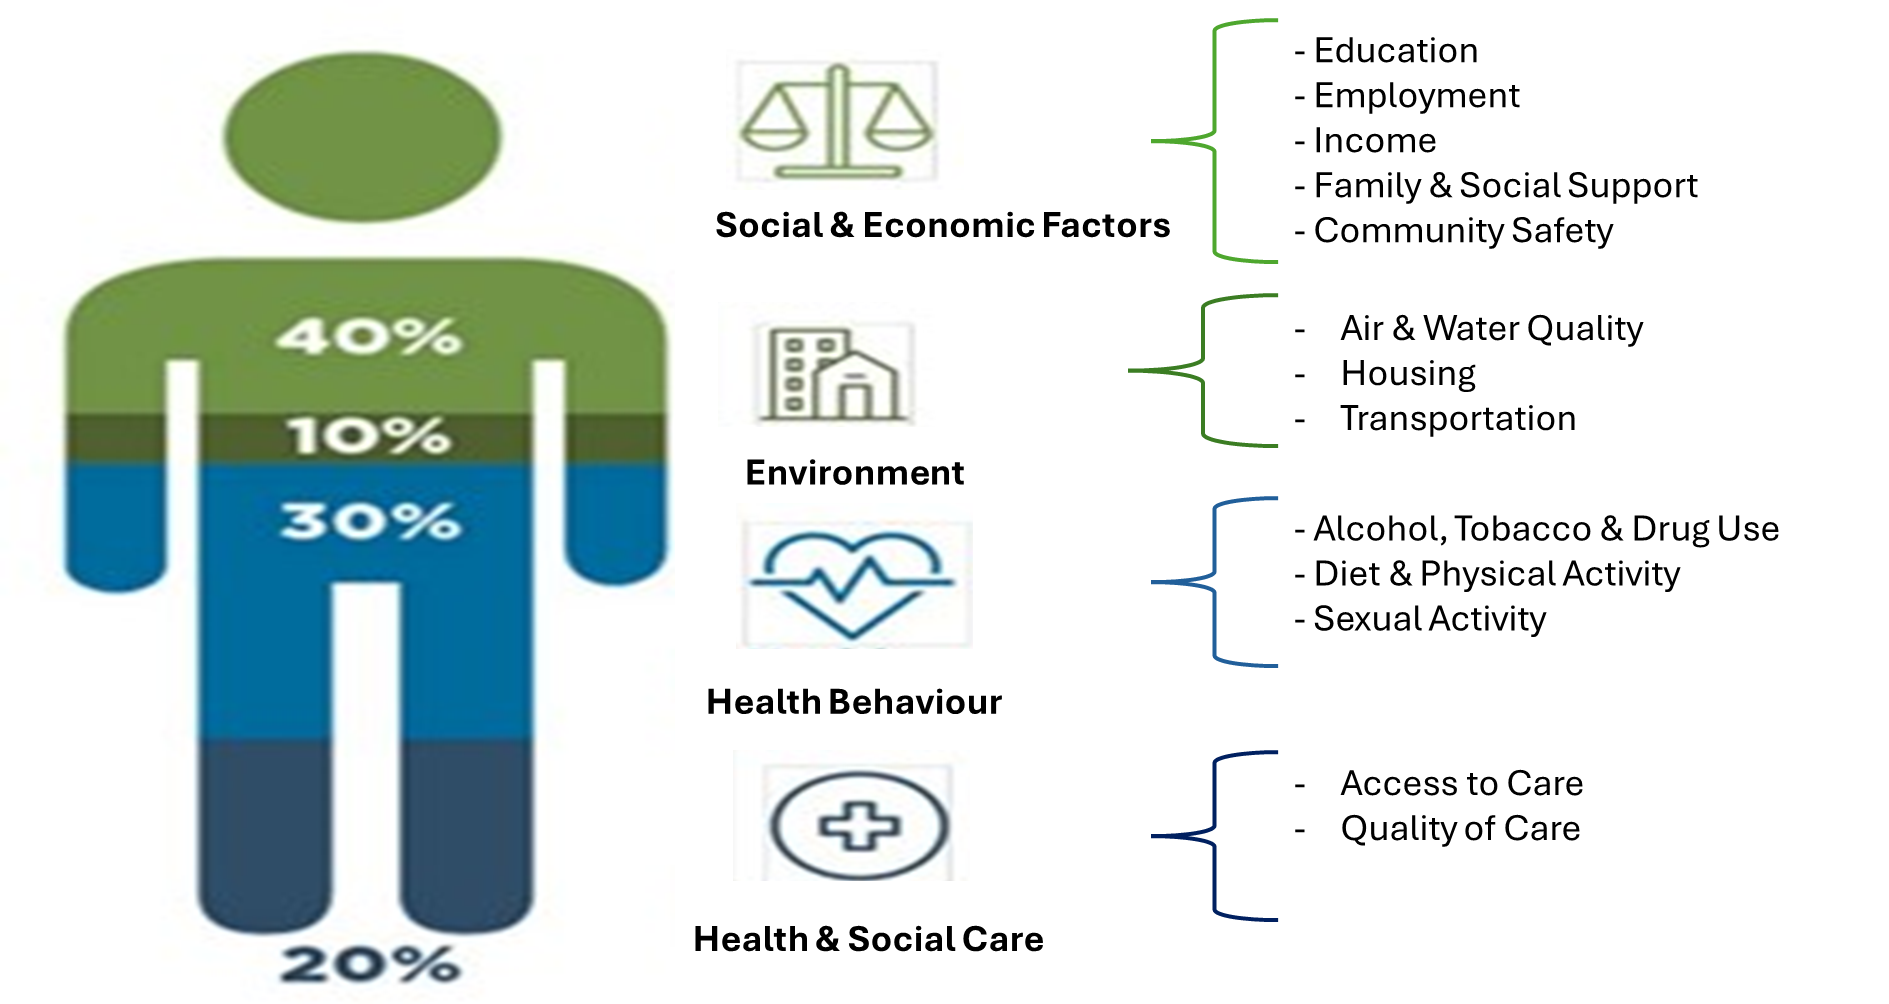 40%
10%
30%
20%
Social & Economic Factors
- Education
- Employment
- Income
- Family & Social Support
- Community Safety
Environment
- Air & Water Quality
- Housing
- Transportation
Health Behaviour
- Alcohol, Tobacco & Drug Use
- Diet & Physical Activity
- Sexual Activity
Health & Social Care
- Access to Care
- Quality of Care